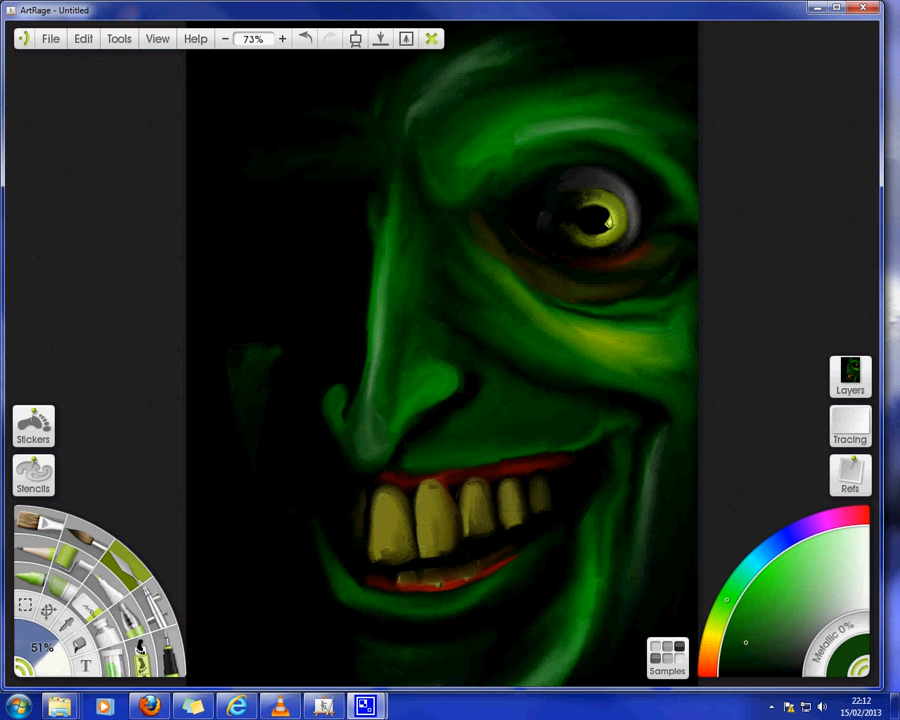 ArtRage - Untitled
File Edit Tools View Help − 73% +
Layers
Stickers
Tracing
Stencils
Refs
51%
T
Metallic 0%
Samples
22:12
15/02/2013